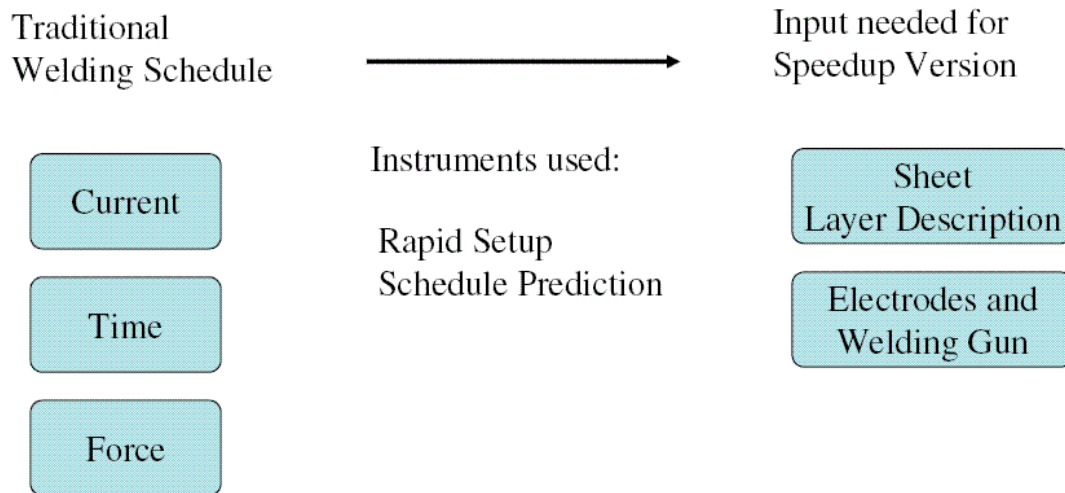 Traditional
Welding Schedule
Input needed for
Speedup Version
Instruments used:
Rapid Setup
Schedule Prediction
Current
Time
Force
Sheet
Layer Description
Electrodes and
Welding Gun